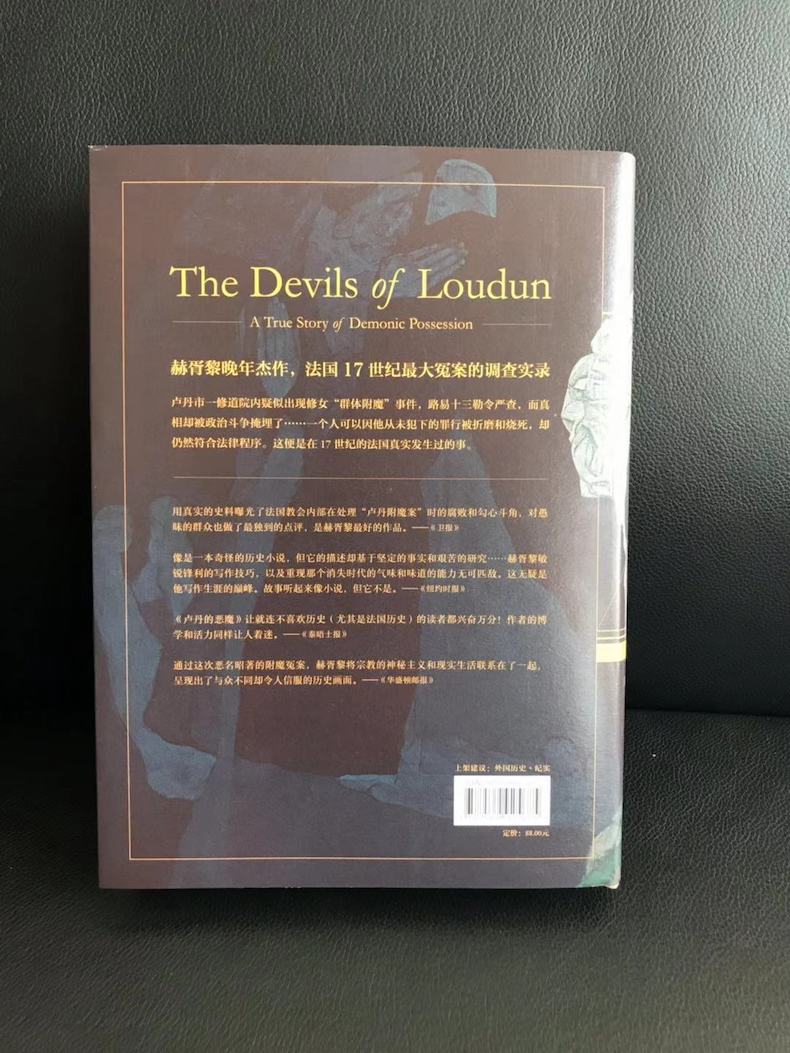 The Devils of Loudun
A True Story of Demonic Possession
赫胥黎晚年杰作，法国 17 世纪最大冤案的调查实录
卢丹市一修道院内疑似出现修女“群体附魔”事件，路易十三勒令严查，而真
相却被政治斗争掩埋了……一个人可以因他从未犯下的罪行被折磨和烧死，却
仍然符合法律程序。这便是在 17 世纪的法国真实发生过的事。
用真实的史料曝光了法国教会内部在处理“卢丹附魔案”时的腐败和勾心斗角，对愚
昧的群众也做了最独到的点评，是赫胥黎最好的作品。——《卫报》
像是一本奇怪的历史小说，但它的描述却基于坚定的事实和艰苦的研究……赫胥黎敏
锐锋利的写作技巧，以及重现那个消失时代的气味和味道的能力无可匹敌。这无疑是
他写作生涯的巅峰。故事听起来像小说，但它不是。——《纽约时报》
《卢丹的恶魔》让就连不喜欢历史（尤其是法国历史）的读者都兴奋万分！作者的博
学和活力同样让人着迷。——《泰晤士报》
通过这次恶名昭著的附魔冤案，赫胥黎将宗教的神秘主义和现实生活联系在了一起，
呈现出了与众不同却令人信服的历史画面。——《华盛顿邮报》
上架建议：外国历史·纪实
定价：88.00元